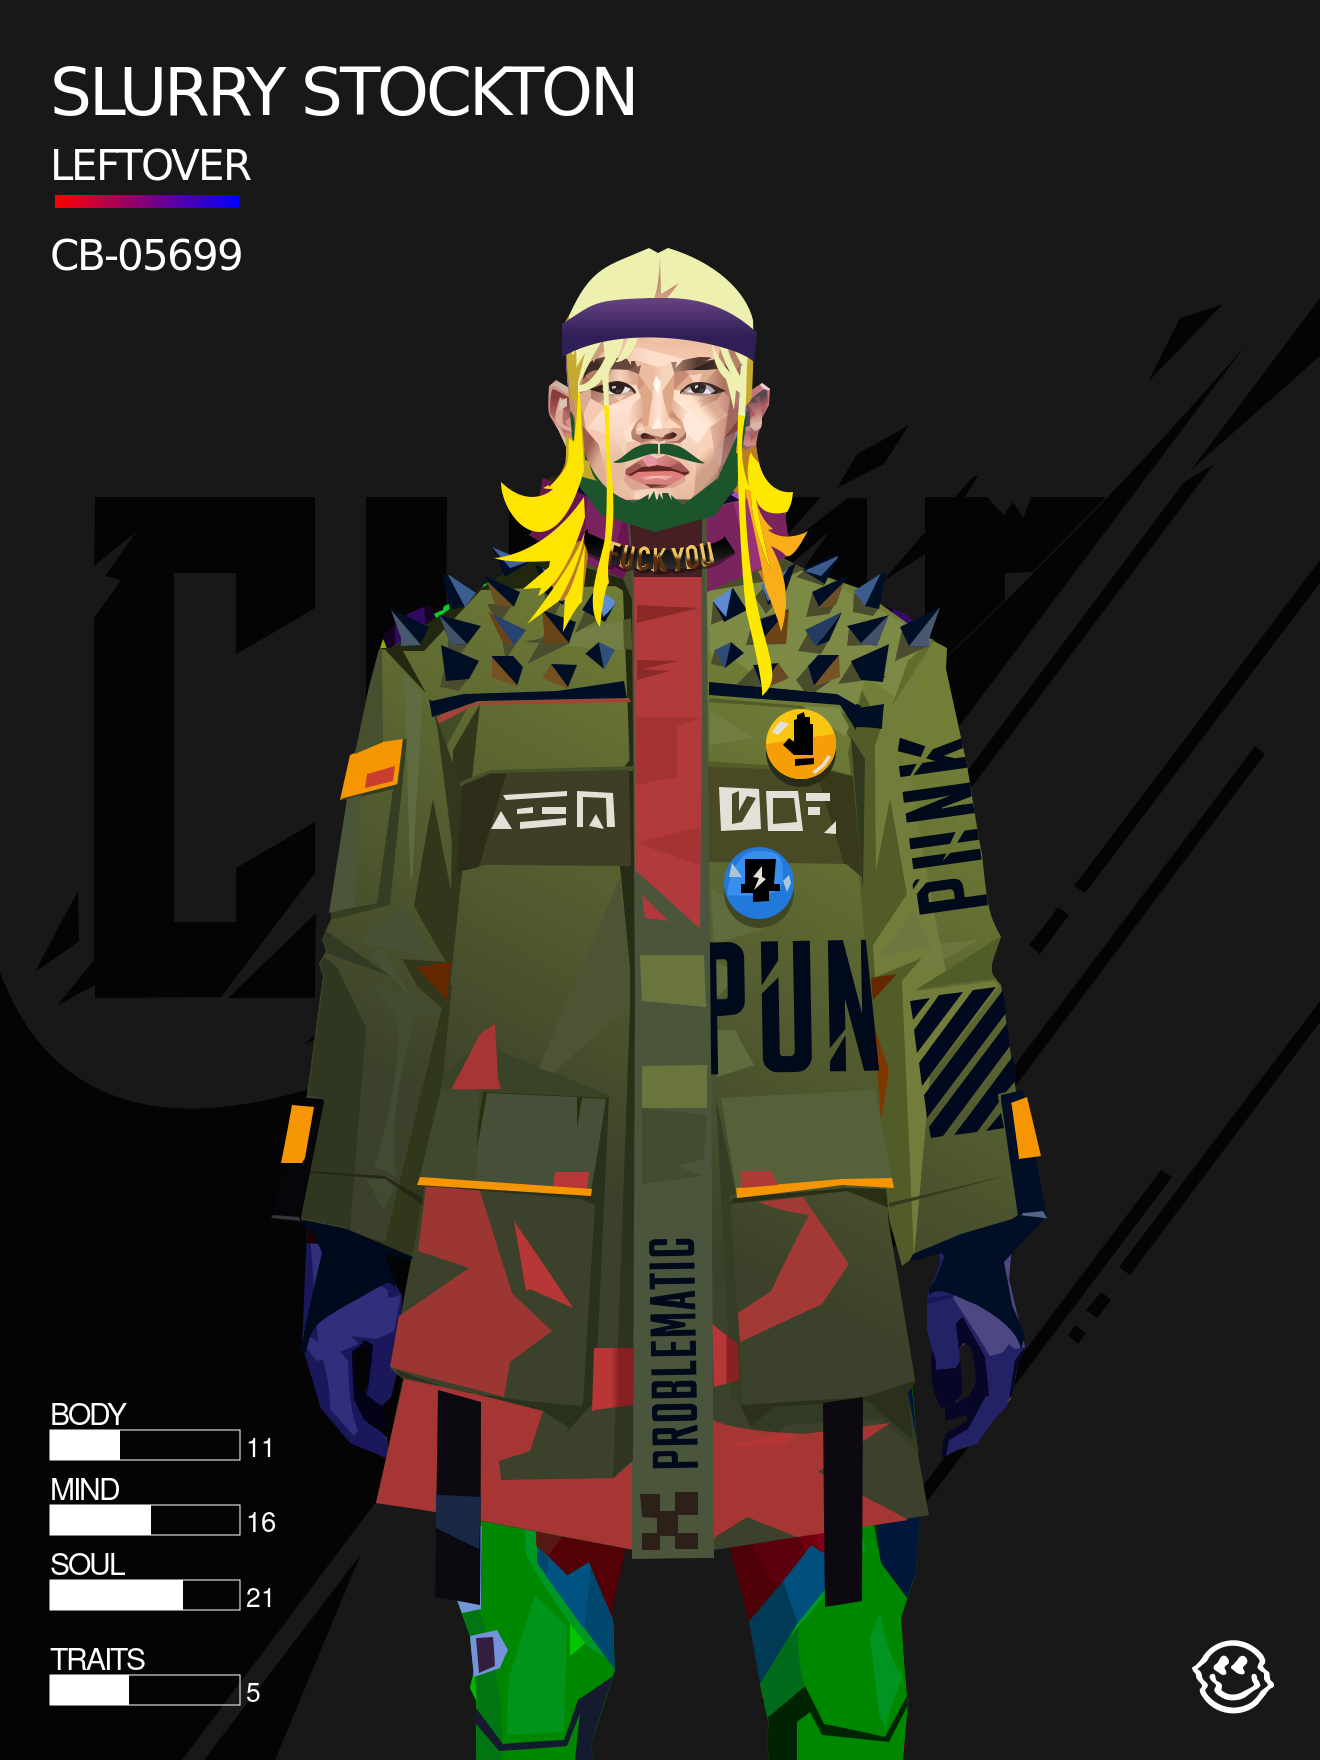 SLURRY STOCKTON
LEFTOVER
CB-05699
FUCK YOU
PUNK
PUN
PROBLEMATIC
BODY
11
MIND
16
SOUL
21
TRAITS
5